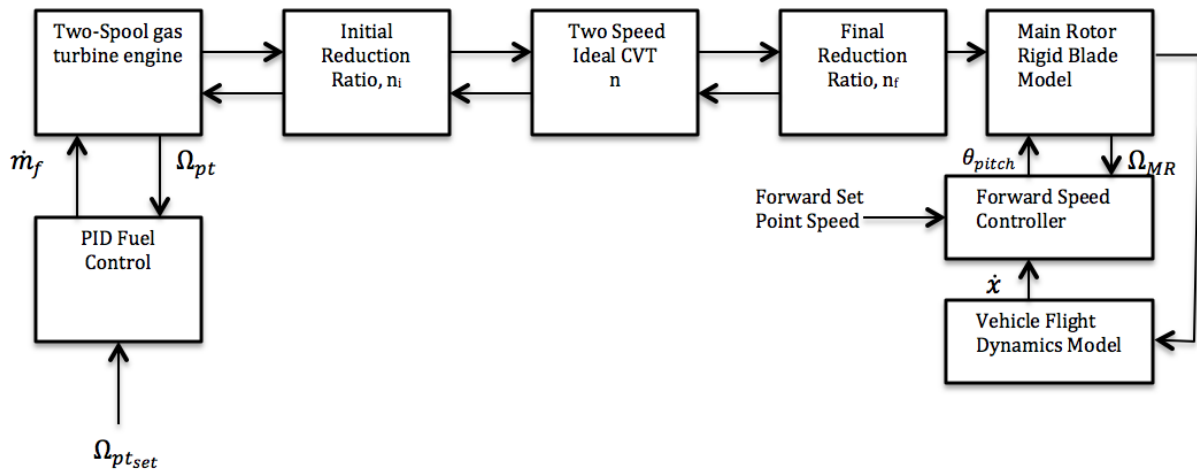 Two-Spool gas
turbine engine
Initial
Reduction
Ratio, nᵢ
Two Speed
Ideal CVT
n
Final
Reduction
Ratio, n_f
Main Rotor
Rigid Blade
Model
ṁ_f
Ω_pt
θ_pitch
Ω_MR
PID Fuel
Control
Forward Set
Point Speed
Forward Speed
Controller
ẋ
Vehicle Flight
Dynamics Model
Ω_pt_set